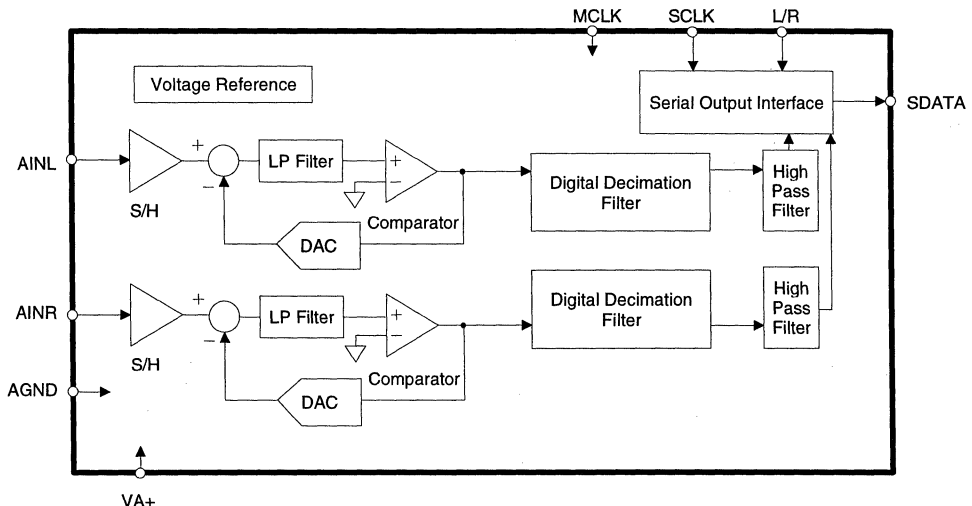 MCLK SCLK L/R
Voltage Reference
Serial Output Interface
SDATA
AINL
+
−
S/H
LP Filter
+
−
Comparator
DAC
Digital Decimation
Filter
High
Pass
Filter
AINR
+
−
S/H
LP Filter
+
−
Comparator
DAC
Digital Decimation
Filter
High
Pass
Filter
AGND
VA+